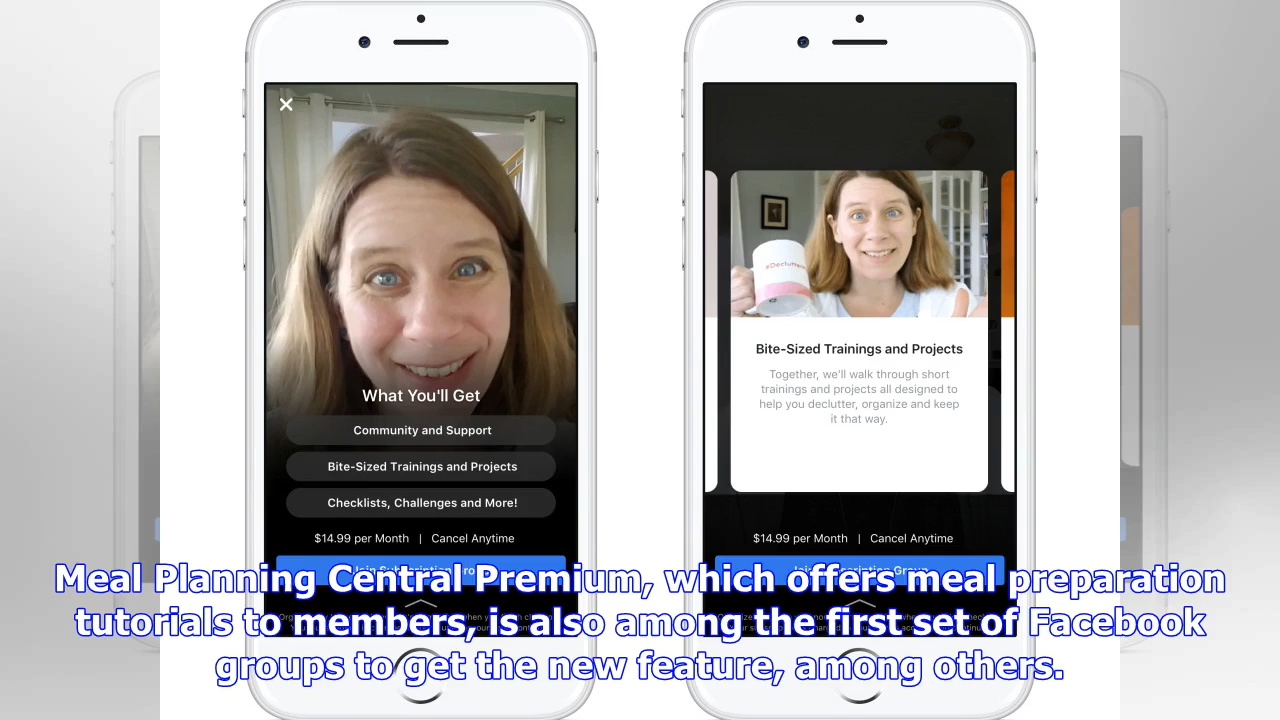 What You'll Get
Community and Support
Bite-Sized Trainings and Projects
Checklists, Challenges and More!
$14.99 per Month | Cancel Anytime
Bite-Sized Trainings and Projects
Together, we'll walk through short
trainings and projects all designed to
help you declutter, organize and keep
it that way.
$14.99 per Month | Cancel Anytime
Meal Planning Central Premium, which offers meal preparation
tutorials to members, is also among the first set of Facebook
groups to get the new feature, among others.